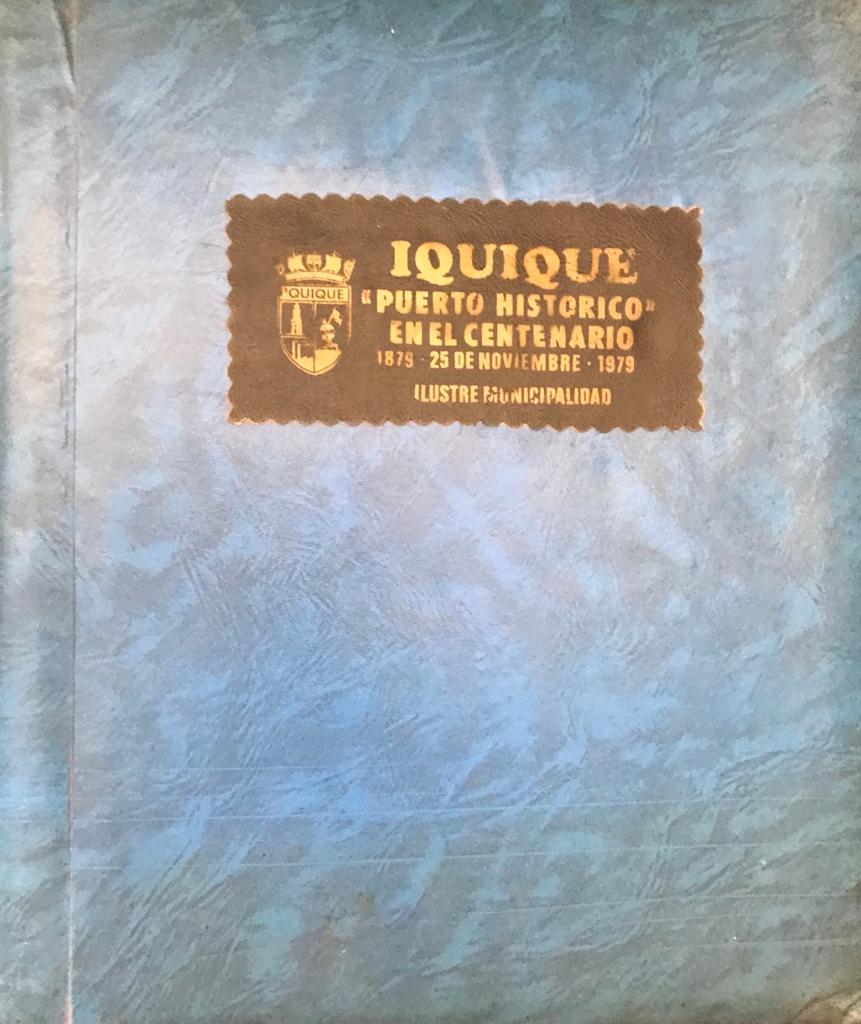 IQUIQUE
IQUIQUE
"PUERTO HISTORICO"
EN EL CENTENARIO
1879 - 25 DE NOVIEMBRE - 1979
ILUSTRE MUNICIPALIDAD